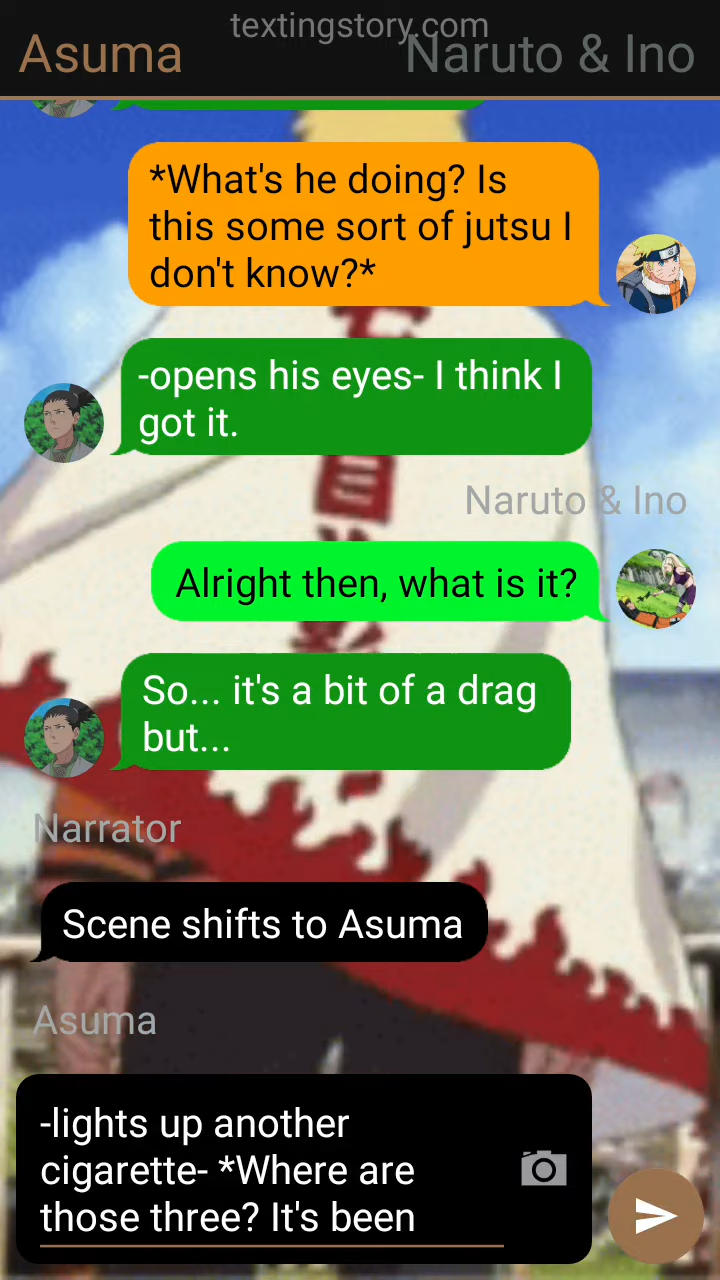 textingstory.com
Asuma
Naruto & Ino
*What's he doing? Is
this some sort of jutsu I
don't know?*
-opens his eyes- I think I
got it.
Naruto & Ino
Alright then, what is it?
So... it's a bit of a drag
but...
Narrator
Scene shifts to Asuma
Asuma
-lights up another
cigarette- *Where are
those three? It's been